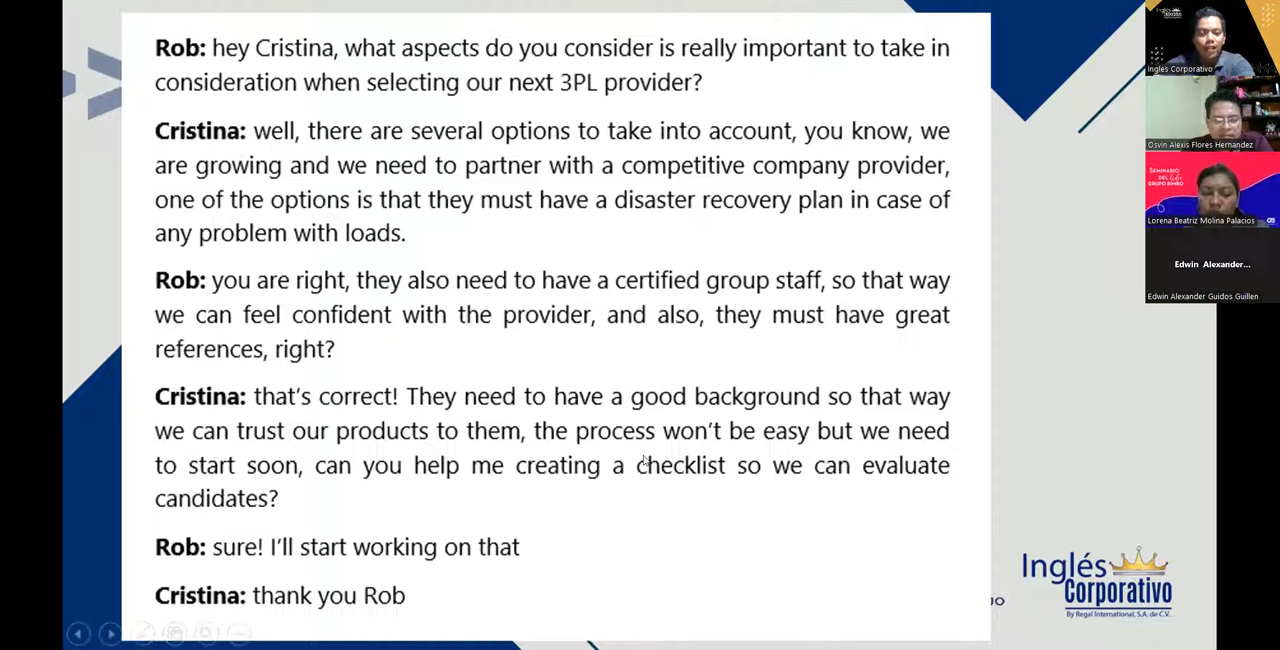 Rob: hey Cristina, what aspects do you consider is really important to take in
consideration when selecting our next 3PL provider?
Cristina: well, there are several options to take into account, you know, we
are growing and we need to partner with a competitive company provider,
one of the options is that they must have a disaster recovery plan in case of
any problem with loads.
Rob: you are right, they also need to have a certified group staff, so that way
we can feel confident with the provider, and also, they must have great
references, right?
Cristina: that's correct! They need to have a good background so that way
we can trust our products to them, the process won't be easy but we need
to start soon, can you help me creating a checklist so we can evaluate
candidates?
Rob: sure! I'll start working on that
Cristina: thank you Rob
Inglés
Corporativo
By Regal International, S.A. de C.V.
JO
Ingles Corporativo
Osvin Alexis Flores Hernandez
SEMINARIO
DEL
GRUPO BIMBO
Lorena Beatriz Molina Palacios
Edwin Alexander...
Edwin Alexander Guidos Guillen